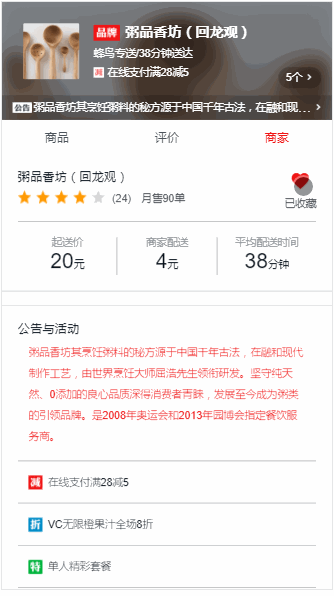 品牌 粥品香坊（回龙观）
蜂鸟专送/38分钟送达
减 在线支付满28减5
5个 >
公告 粥品香坊其烹饪粥料的秘方源于中国千年古法，在融和现... >
商品 评价 商家
粥品香坊（回龙观）
(24) 月售90单
已收藏
起送价 商家配送 平均配送时间
20元 4元 38分钟
公告与活动
粥品香坊其烹饪粥料的秘方源于中国千年古法，在融和现代
制作工艺，由世界烹饪大师屈浩先生领衔研发。坚守纯天
然、0添加的良心品质深得消费者青睐，发展至今成为粥类
的引领品牌。是2008年奥运会和2013年园博会指定餐饮服
务商。
减 在线支付满28减5
折 VC无限橙果汁全场8折
特 单人精彩套餐